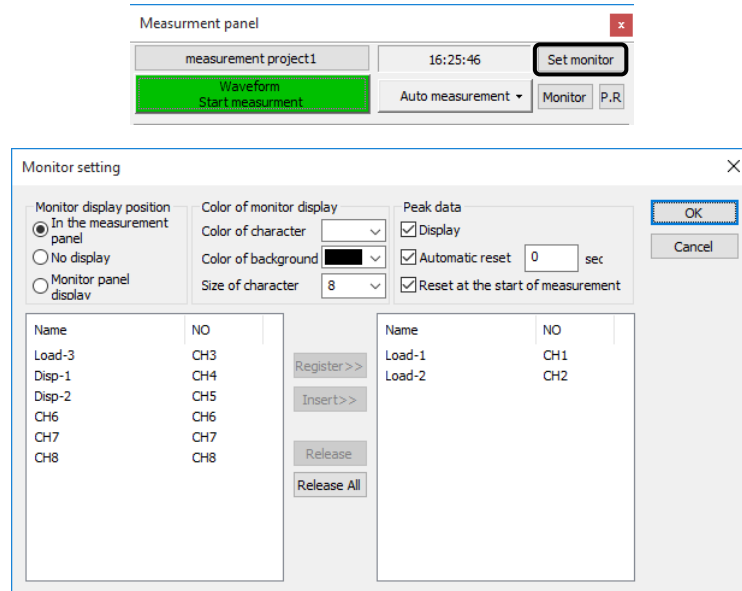 Measurment panel
x
measurement project1
16:25:46
Set monitor
Waveform
Start measurment
Auto measurement
Monitor
P.R
Monitor setting
Monitor display position
In the measurement
panel
No display
Monitor panel
display
Color of monitor display
Color of character
Color of background
Size of character
8
Peak data
Display
Automatic reset
0
sec
Reset at the start of measurement
OK
Cancel
Name NO
Load-3 CH3
Disp-1 CH4
Disp-2 CH5
CH6 CH6
CH7 CH7
CH8 CH8
Register>>
Insert>>
Release
Release All
Name NO
Load-1 CH1
Load-2 CH2